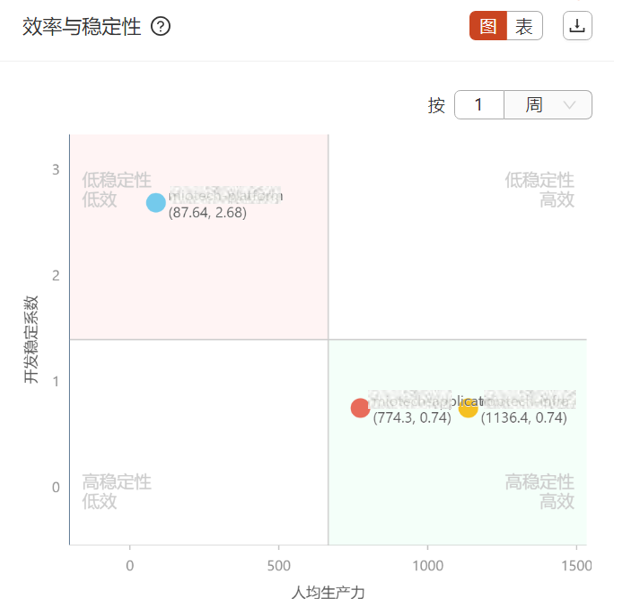 效率与稳定性
图 表
按 1 周
3
低稳定性
低效
(87.64, 2.68)
低稳定性
高效
2
开发稳定系数
1
(774.3, 0.74)
(1136.4, 0.74)
高稳定性
低效
高稳定性
高效
0
0 500 1000 1500
人均生产力